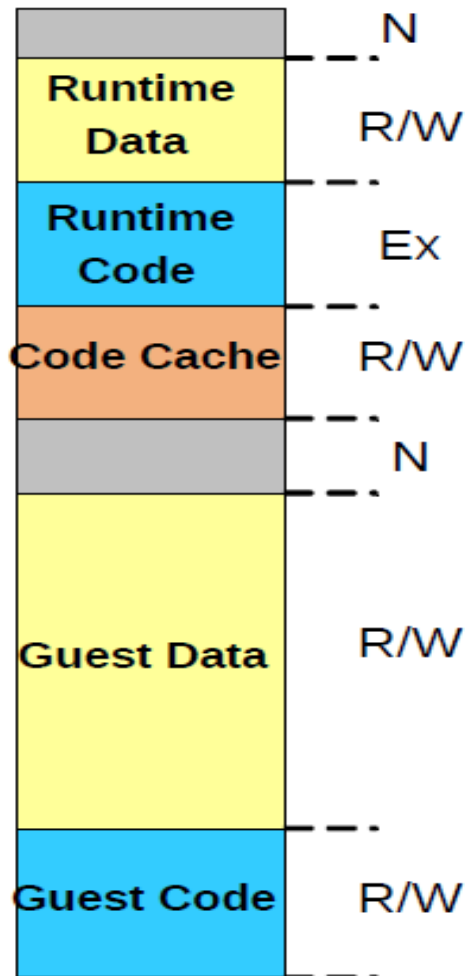 N
Runtime
Data
R/W
Runtime
Code
Ex
Code Cache
R/W
N
Guest Data
R/W
Guest Code
R/W